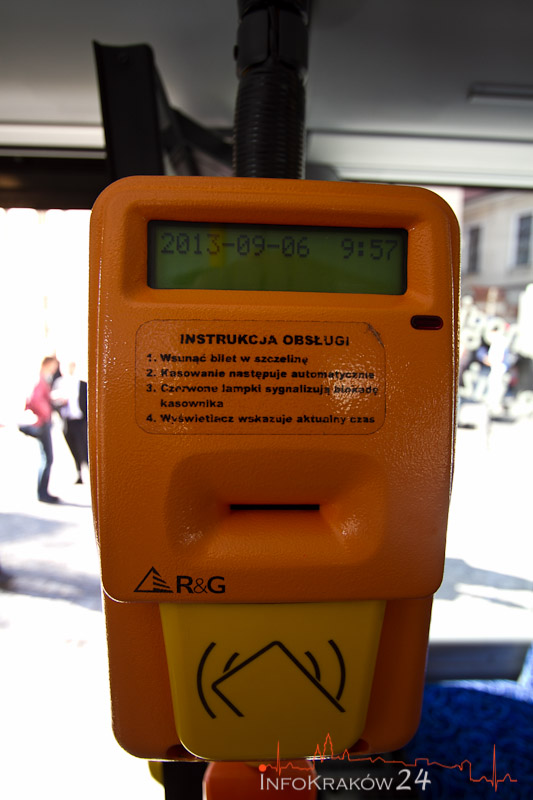 2013-09-06 9:57
INSTRUKCJA OBSŁUGI
1. Wsunąć bilet w szczelinę
2. Kasowanie następuje automatycznie
3. Czerwone lampki sygnalizują blokadę
kasownika
4. Wyświetlacz wskazuje aktualny czas
R&G
INFOKRAKÓW24